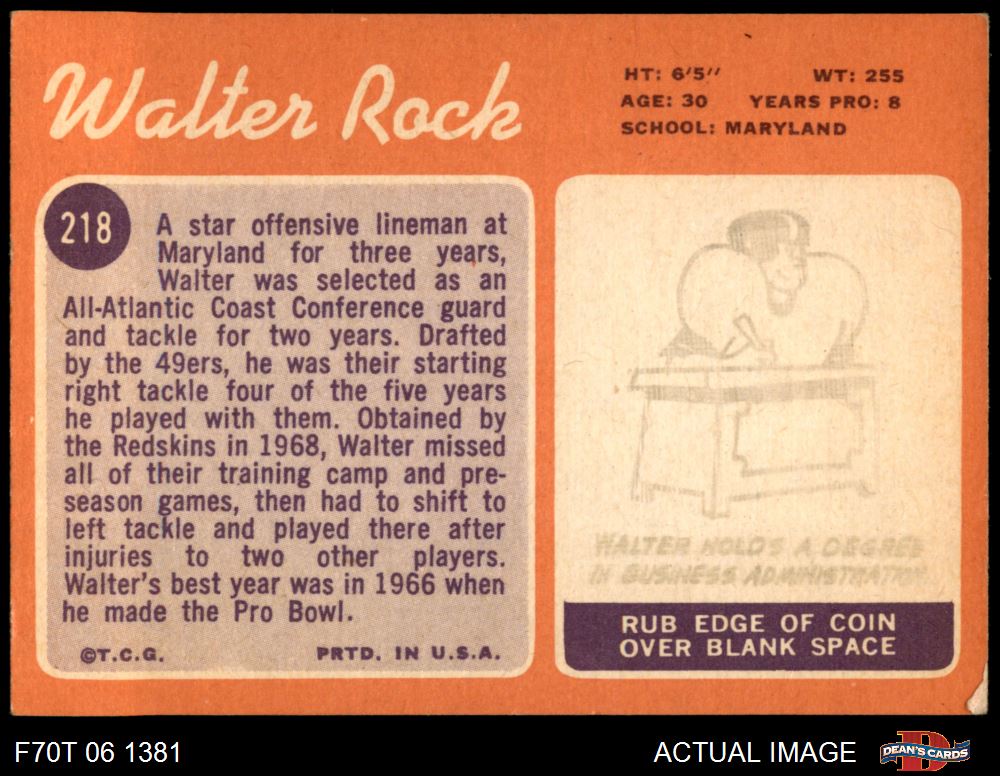 Walter Rock
HT: 6'5" WT: 255
AGE: 30 YEARS PRO: 8
SCHOOL: MARYLAND
218
A star offensive lineman at
Maryland for three years,
Walter was selected as an
All-Atlantic Coast Conference guard
and tackle for two years. Drafted
by the 49ers, he was their starting
right tackle four of the five years
he played with them. Obtained by
the Redskins in 1968, Walter missed
all of their training camp and pre-
season games, then had to shift to
left tackle and played there after
injuries to two other players.
Walter's best year was in 1966 when
he made the Pro Bowl.
©T.C.G. PRTD. IN U.S.A.
WALTER HOLDS A DEGREE
IN BUSINESS ADMINISTRATION.
RUB EDGE OF COIN
OVER BLANK SPACE
F70T 06 1381
ACTUAL IMAGE
D
DEAN'S CARDS